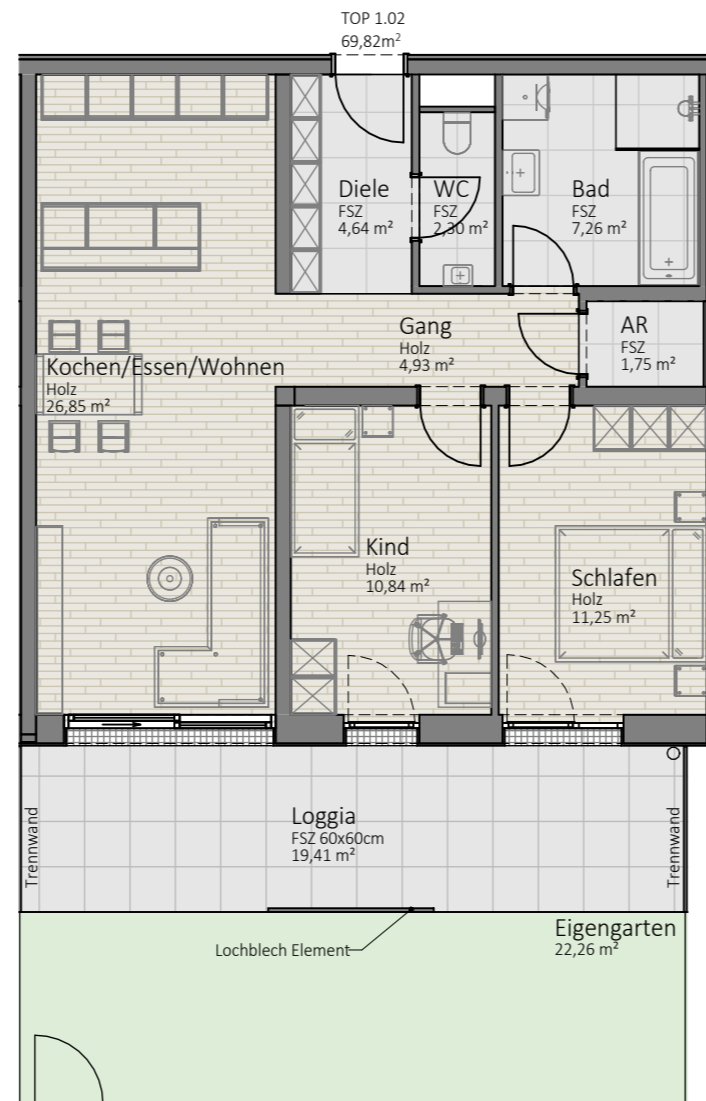 TOP 1.02
69,82m²
Diele
FSZ
4,64 m²
WC
FSZ
2,30 m²
Bad
FSZ
7,26 m²
Gang
Holz
4,93 m²
AR
FSZ
1,75 m²
Kochen/Essen/Wohnen
Holz
26,85 m²
Kind
Holz
10,84 m²
Schlafen
Holz
11,25 m²
Trennwand
Loggia
FSZ 60x60cm
19,41 m²
Trennwand
Lochblech Element
Eigengarten
22,26 m²